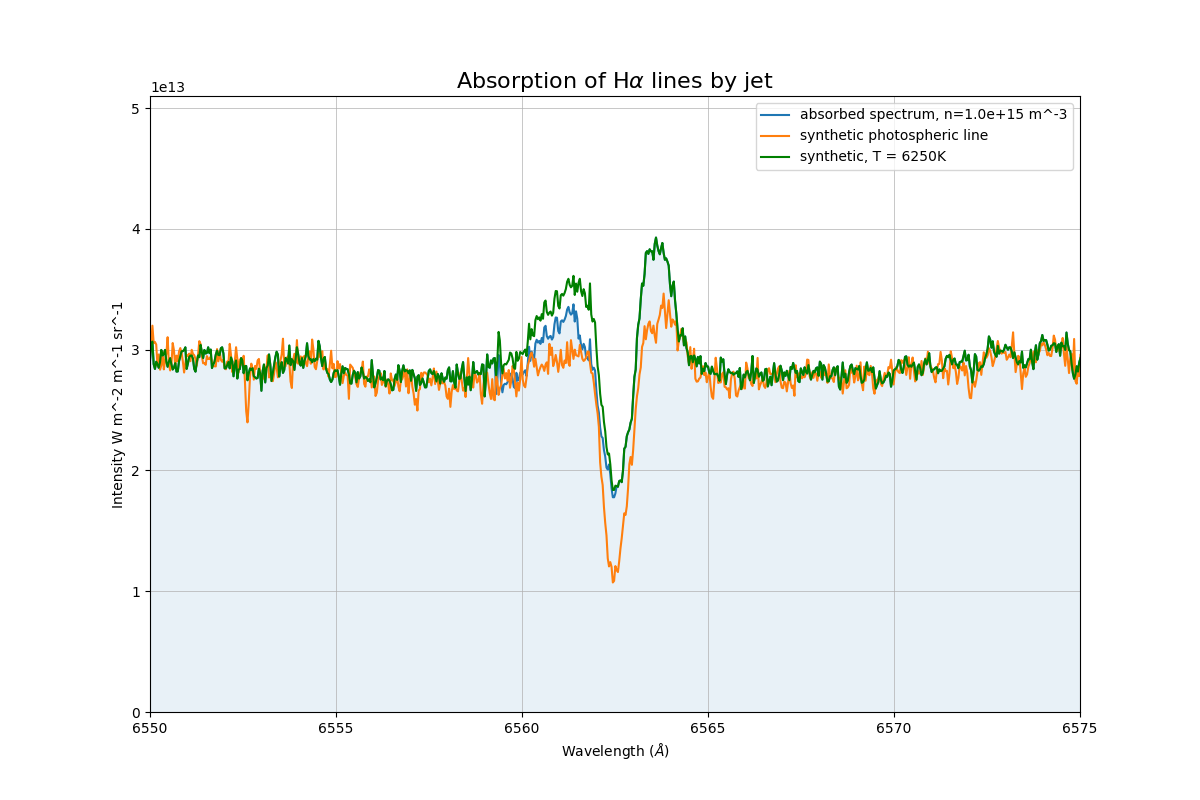 Absorption of Hα lines by jet
1e13
absorbed spectrum, n=1.0e+15 m^-3
synthetic photospheric line
synthetic, T = 6250K
5
4
3
2
1
0
Intensity W m^-2 m^-1 sr^-1
6550 6555 6560 6565 6570 6575
Wavelength (Å)